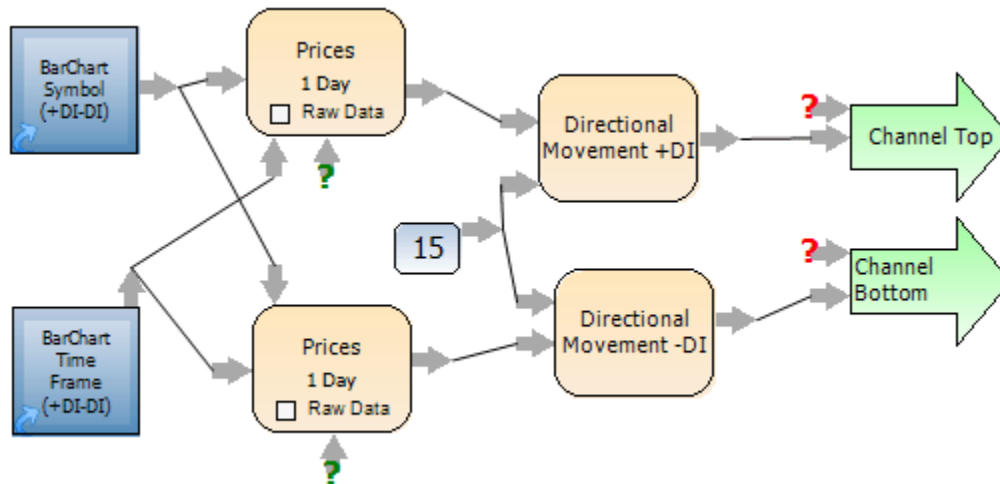 BarChart
Symbol
(+DI-DI)
Prices
1 Day
Raw Data
?
Directional
Movement +DI
?
Channel Top
15
BarChart
Time
Frame
(+DI-DI)
Prices
1 Day
Raw Data
?
Directional
Movement -DI
?
Channel
Bottom